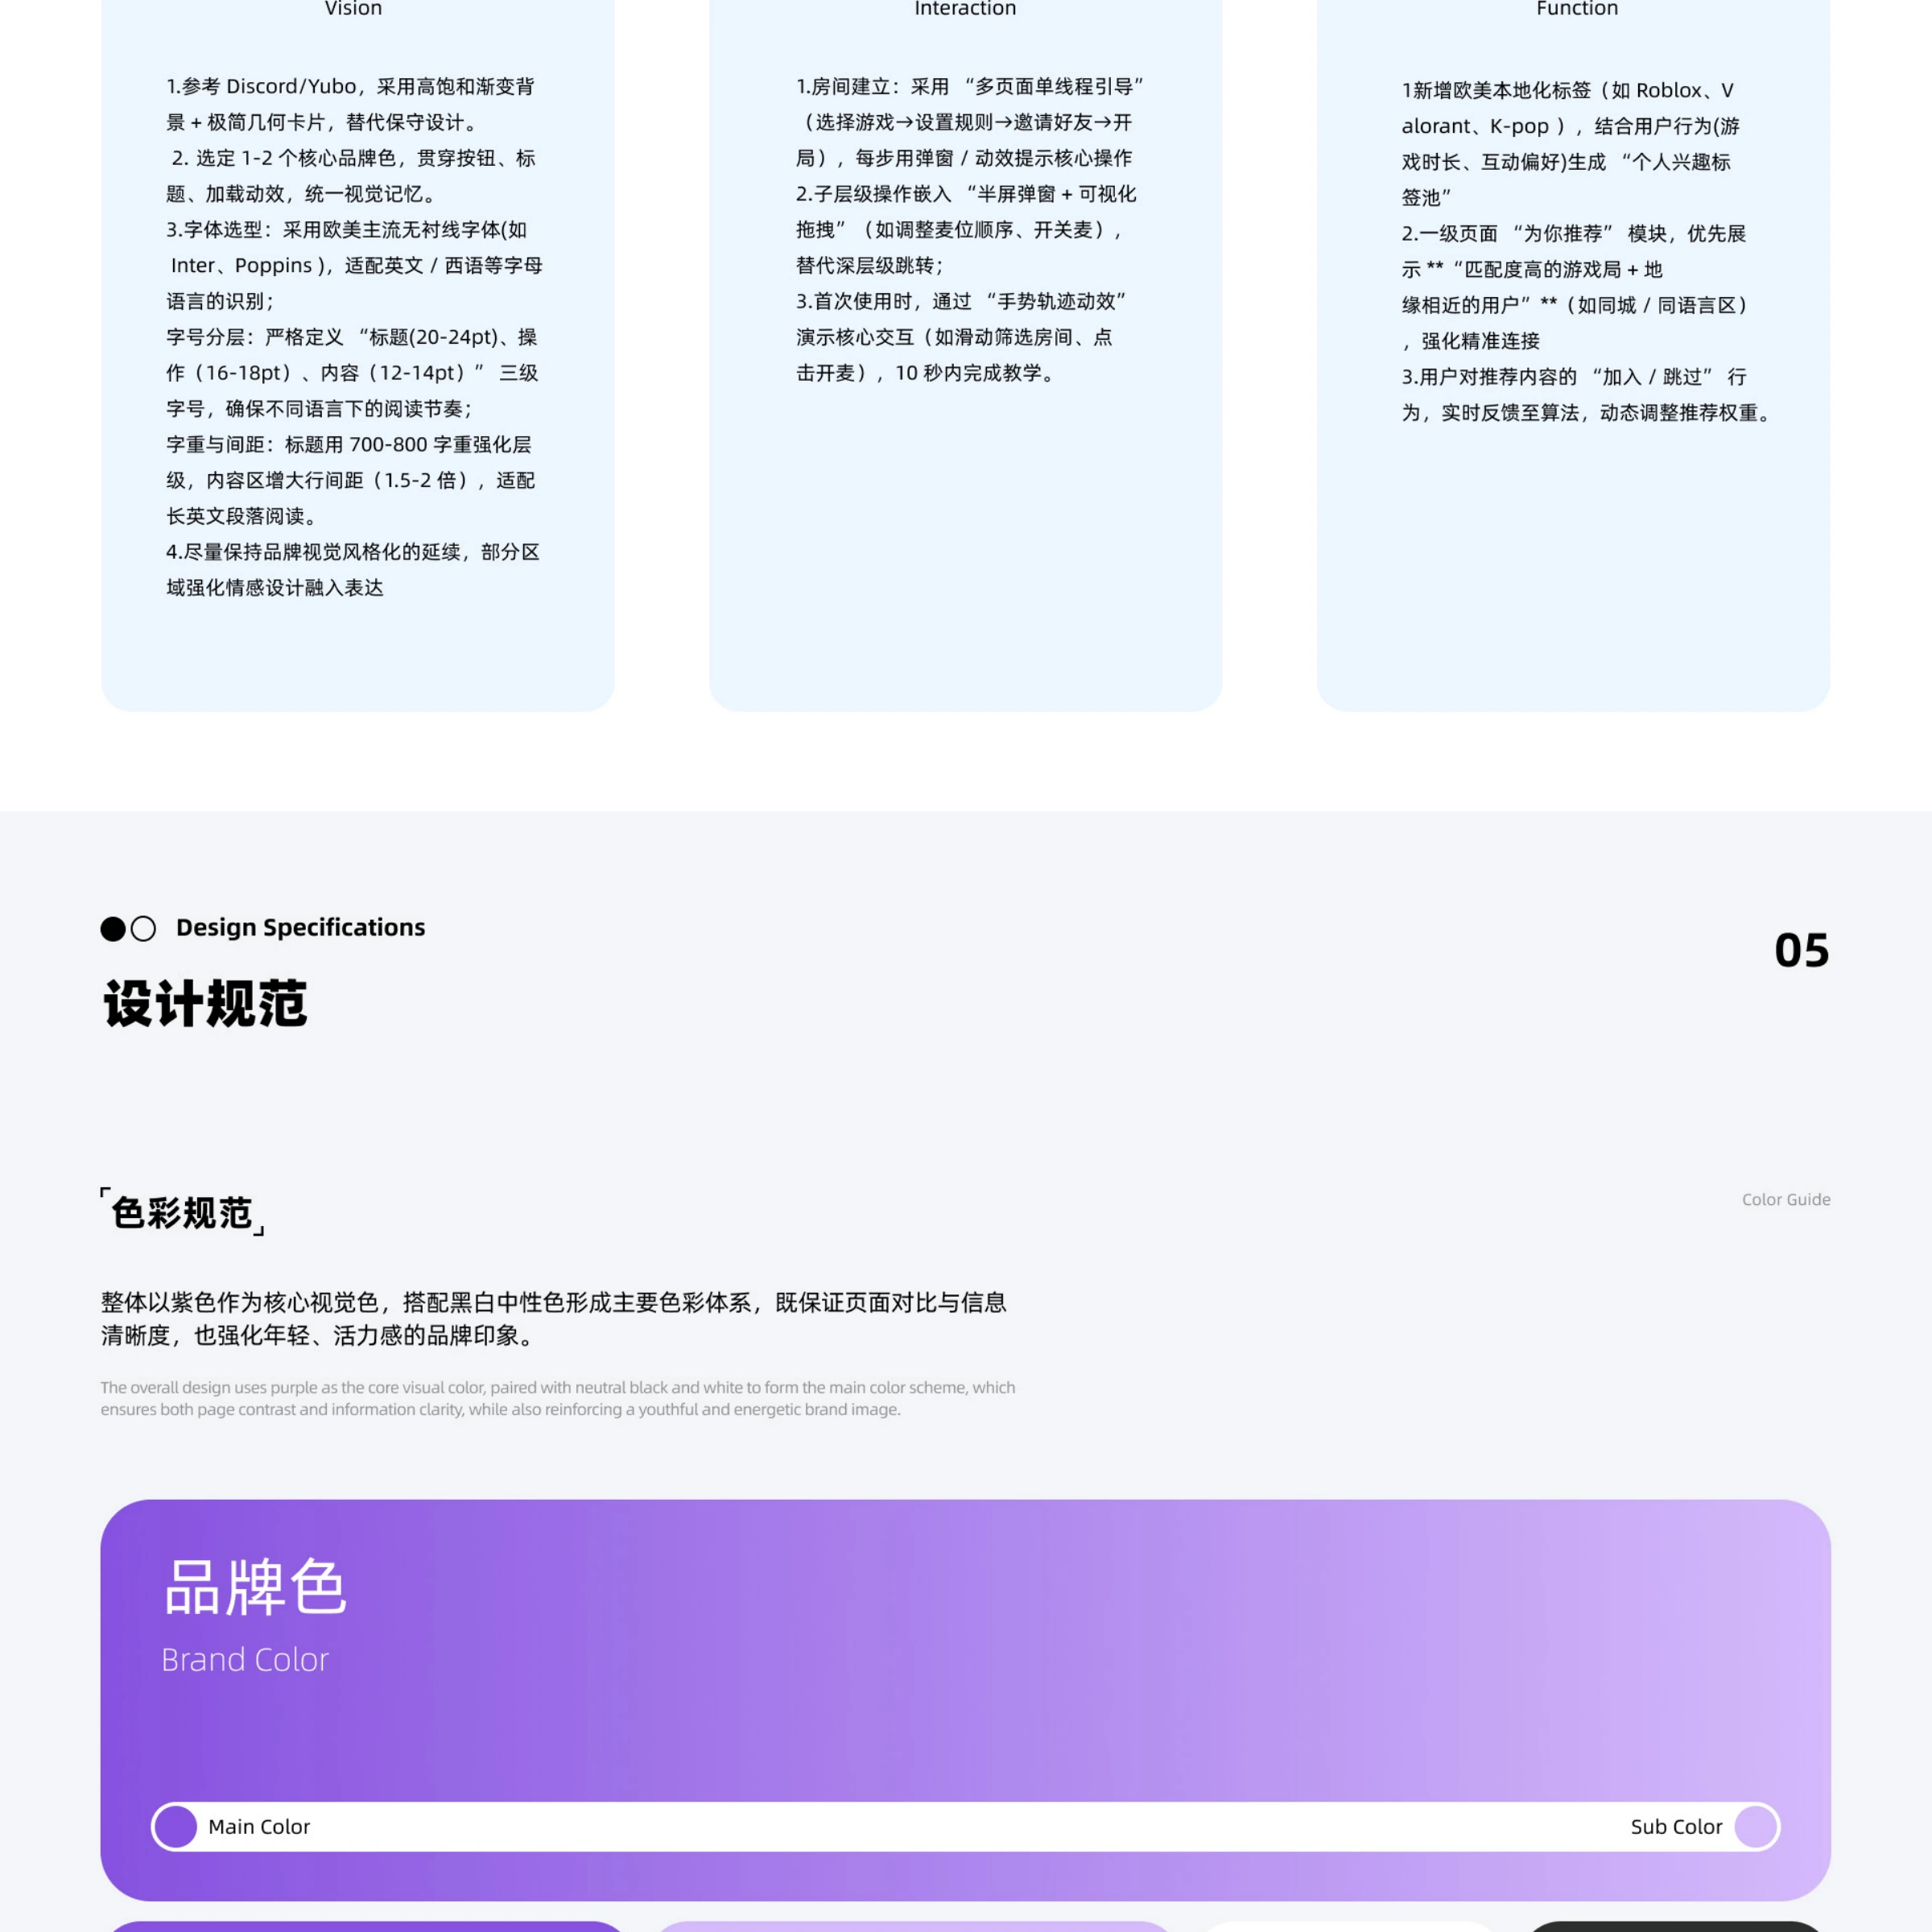 Vision
1.参考 Discord/Yubo，采用高饱和渐变背
景 + 极简几何卡片，替代保守设计。
2. 选定 1-2 个核心品牌色，贯穿按钮、标
题、加载动效，统一视觉记忆。
3.字体选型：采用欧美主流无衬线字体(如
Inter、Poppins )，适配英文 / 西语等字母
语言的识别；
字号分层：严格定义 “标题(20-24pt)、操
作（16-18pt）、内容（12-14pt）” 三级
字号，确保不同语言下的阅读节奏；
字重与间距：标题用 700-800 字重强化层
级，内容区增大行间距（1.5-2 倍），适配
长英文段落阅读。
4.尽量保持品牌视觉风格化的延续，部分区
域强化情感设计融入表达
Interaction
1.房间建立：采用 “多页面单线程引导”
（选择游戏→设置规则→邀请好友→开
局），每步用弹窗 / 动效提示核心操作
2.子层级操作嵌入 “半屏弹窗 + 可视化
拖拽” （如调整麦位顺序、开关麦），
替代深层级跳转；
3.首次使用时，通过 “手势轨迹动效”
演示核心交互（如滑动筛选房间、点
击开麦），10 秒内完成教学。
Function
1新增欧美本地化标签（如 Roblox、V
alorant、K-pop ），结合用户行为(游
戏时长、互动偏好)生成 “个人兴趣标
签池”
2.一级页面 “为你推荐” 模块，优先展
示 ** “匹配度高的游戏局 + 地
缘相近的用户” **（如同城 / 同语言区）
，强化精准连接
3.用户对推荐内容的 “加入 / 跳过” 行
为，实时反馈至算法，动态调整推荐权重。
Design Specifications
05
设计规范
「色彩规范」
Color Guide
整体以紫色作为核心视觉色，搭配黑白中性色形成主要色彩体系，既保证页面对比与信息
清晰度，也强化年轻、活力感的品牌印象。
The overall design uses purple as the core visual color, paired with neutral black and white to form the main color scheme, which
ensures both page contrast and information clarity, while also reinforcing a youthful and energetic brand image.
品牌色
Brand Color
Main Color
Sub Color